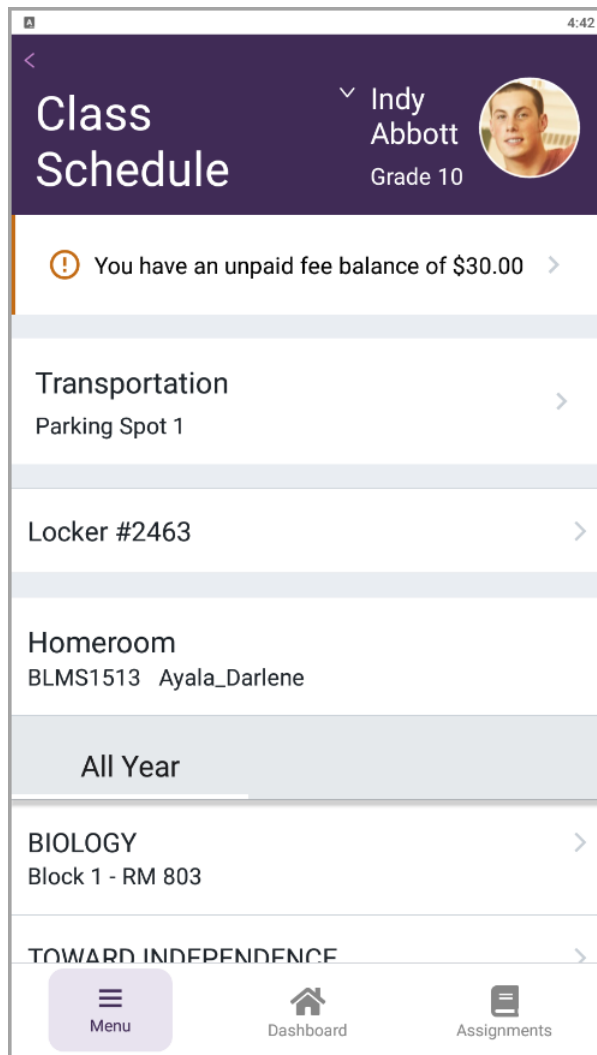 A
4:42
Class
Schedule
Indy
Abbott
Grade 10
You have an unpaid fee balance of $30.00
Transportation
Parking Spot 1
Locker #2463
Homeroom
BLMS1513 Ayala_Darlene
All Year
BIOLOGY
Block 1 - RM 803
TOWARD INDEPENDENCE
Menu
Dashboard
Assignments